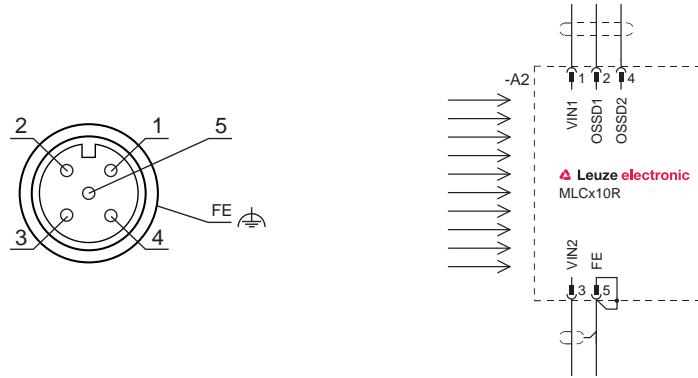 2
1
5
FE
3
4
-A2
1 2 4
VIN1
OSSD1
OSSD2
Leuze electronic
MLCx10R
VIN2
FE
3 5